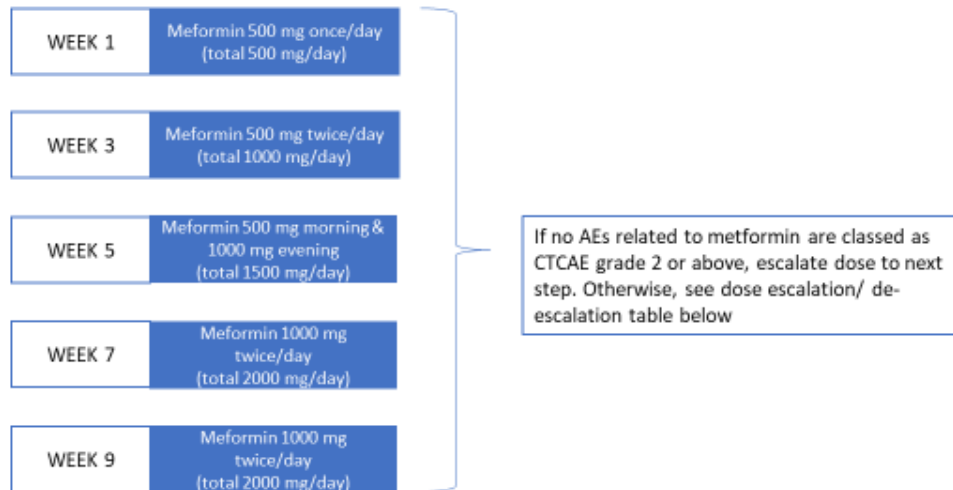 WEEK 1
Meformin 500 mg once/day
(total 500 mg/day)
WEEK 3
Meformin 500 mg twice/day
(total 1000 mg/day)
WEEK 5
Meformin 500 mg morning &
1000 mg evening
(total 1500 mg/day)
WEEK 7
Meformin 1000 mg
twice/day
(total 2000 mg/day)
WEEK 9
Meformin 1000 mg
twice/day
(total 2000 mg/day)
If no AEs related to metformin are classed as
CTCAE grade 2 or above, escalate dose to next
step. Otherwise, see dose escalation/ de-
escalation table below